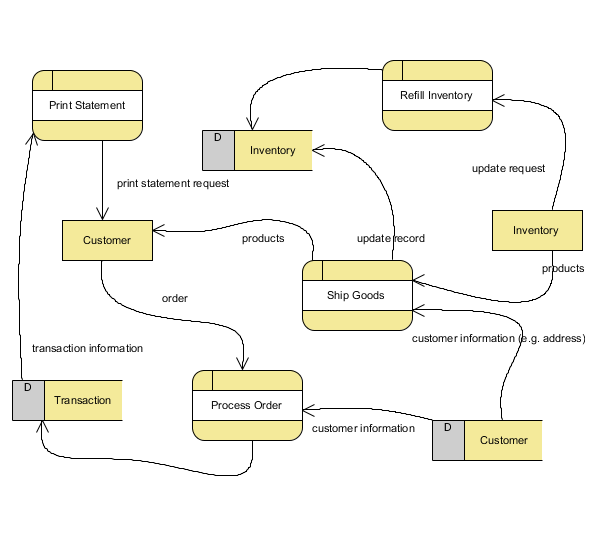 Refill Inventory
Print Statement
D
Inventory
update request
print statement request
Inventory
Customer
products
update record
products
Ship Goods
order
customer information (e.g. address)
transaction information
D
Transaction
Process Order
customer information
D
Customer